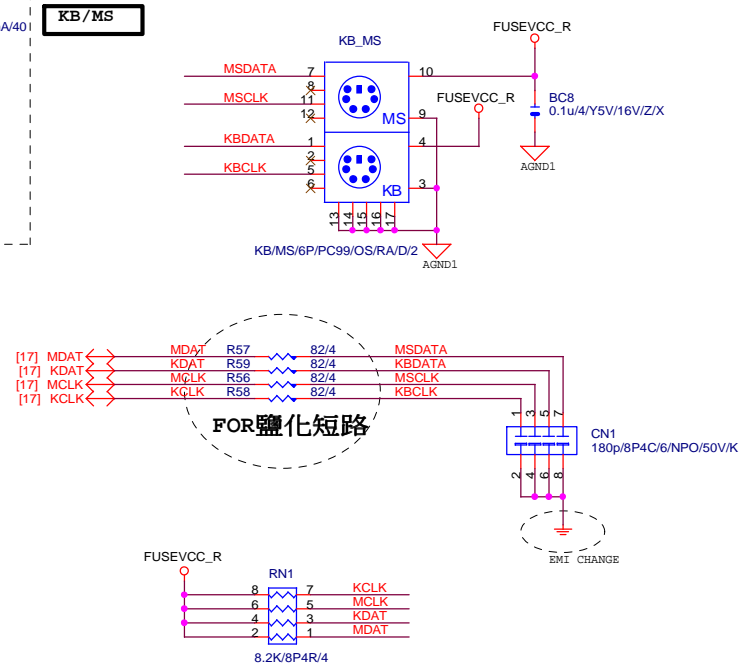 A/40
KB/MS
KB_MS
FUSEVCC_R
MSDATA 7 10
8
MSCLK 11
12 MS 9
FUSEVCC_R
BC8
0.1u/4/Y5V/16V/Z/X
AGND1
KBDATA 1 4
2
KBCLK 5
6 KB 3
13 14 15 16 17
KB/MS/6P/PC99/OS/RA/D/2
AGND1
[17] MDAT MDAT R57 82/4 MSDATA
[17] KDAT KDAT R59 82/4 KBDATA
[17] MCLK MCLK R56 82/4 MSCLK
[17] KCLK KCLK R58 82/4 KBCLK
FOR鹽化短路
1 3 5 7
CN1
180p/8P4C/6/NPO/50V/K
2 4 6 8
EMI CHANGE
FUSEVCC_R
RN1
8 7 KCLK
6 5 MCLK
4 3 KDAT
2 1 MDAT
8.2K/8P4R/4